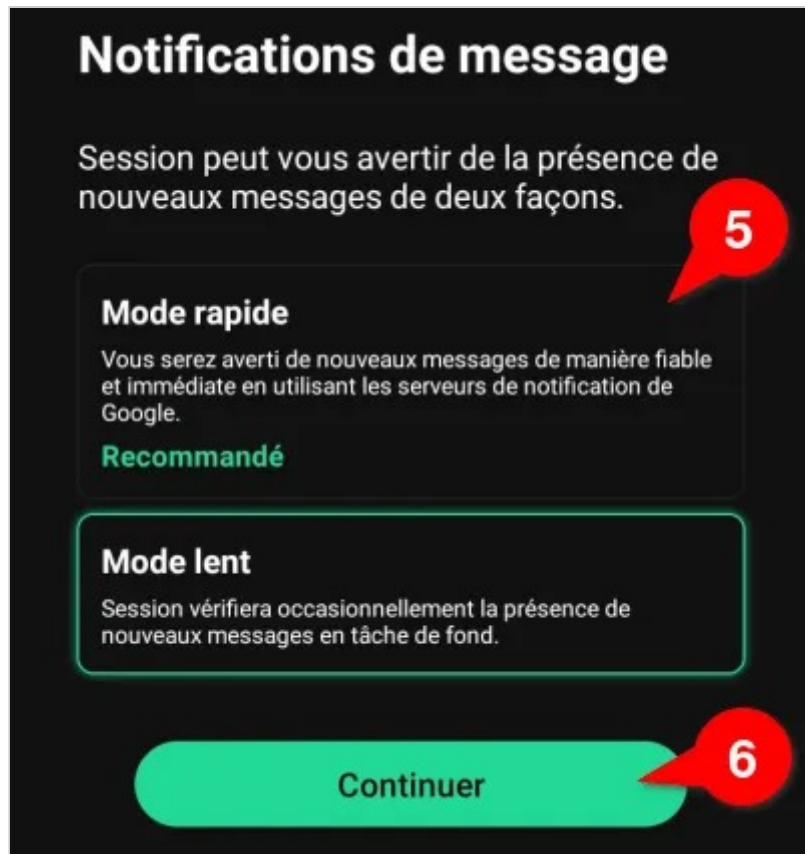 Notifications de message
Session peut vous avertir de la présence de
nouveaux messages de deux façons.
5
Mode rapide
Vous serez averti de nouveaux messages de manière fiable
et immédiate en utilisant les serveurs de notification de
Google.
Recommandé
Mode lent
Session vérifiera occasionnellement la présence de
nouveaux messages en tâche de fond.
Continuer
6